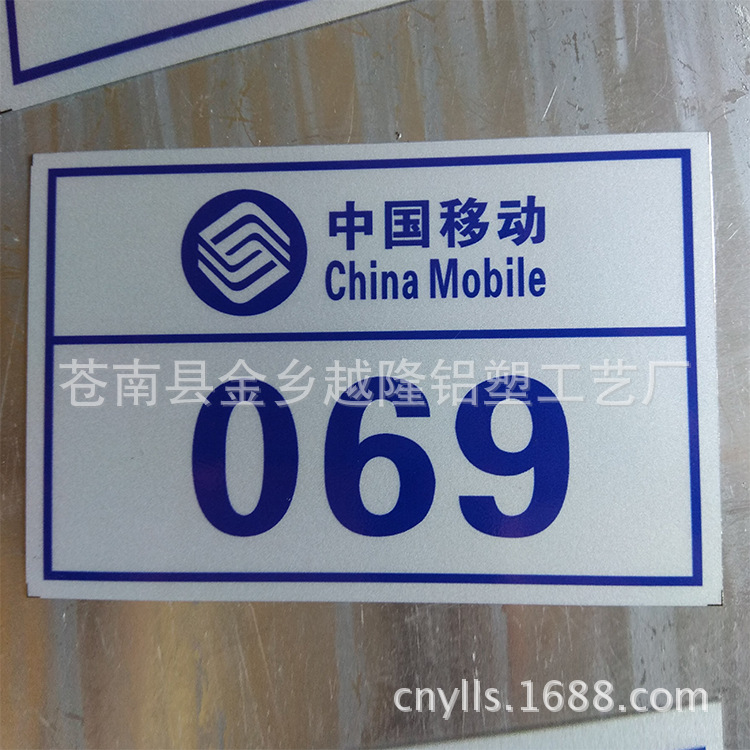 中国移动
China Mobile
苍南县金乡越隆铝塑工艺厂
069
cnylls.1688.com